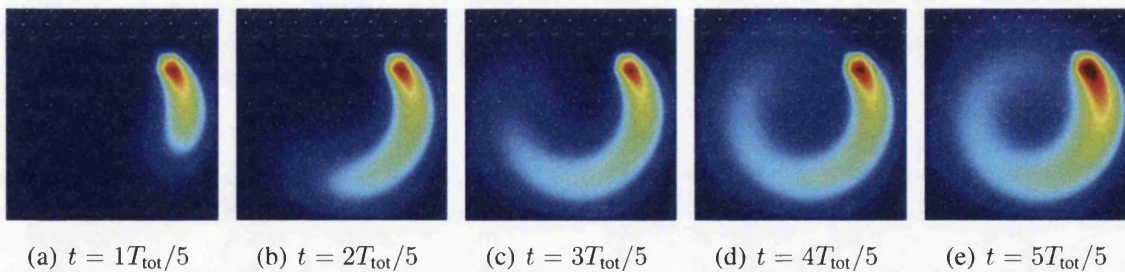 (a) t = 1T_tot/5 (b) t = 2T_tot/5 (c) t = 3T_tot/5 (d) t = 4T_tot/5 (e) t = 5T_tot/5